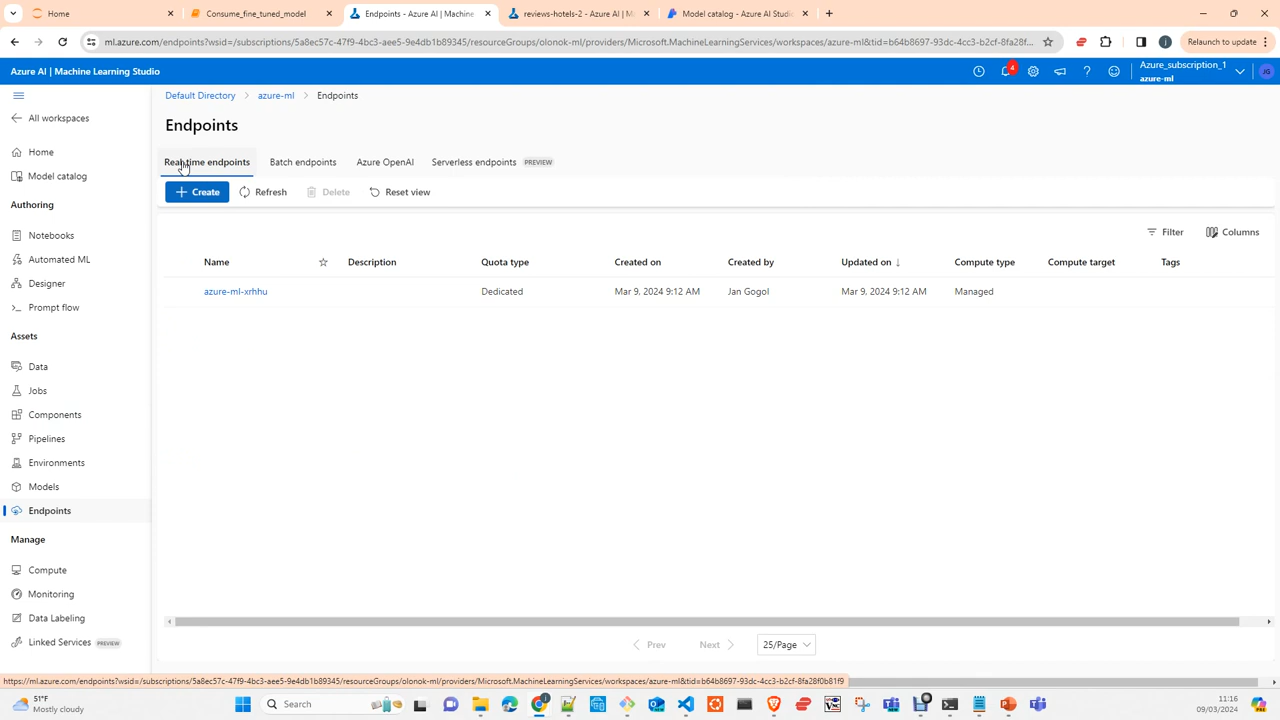 Home
Consume_fine_tuned_model
Endpoints - Azure AI | Machine
reviews-hotels-2 - Azure AI | M
Model catalog - Azure AI Studio
ml.azure.com/endpoints?wsid=/subscriptions/5a8ec57c-47f9-4bc3-aee5-9e4db1b89345/resourceGroups/olonok-ml/providers/Microsoft.MachineLearningServices/workspaces/azure-ml&tid=b64b8697-93dc-4cc3-b2cf-8fa28f...
Relaunch to update
Azure AI | Machine Learning Studio
4
Azure_subscription_1
azure-ml
JG
All workspaces
Home
Model catalog
Authoring
Notebooks
Automated ML
Designer
Prompt flow
Assets
Data
Jobs
Components
Pipelines
Environments
Models
Endpoints
Manage
Compute
Monitoring
Data Labeling
Linked Services PREVIEW
Default Directory > azure-ml > Endpoints
Endpoints
Real-time endpoints Batch endpoints Azure OpenAI Serverless endpoints PREVIEW
Create Refresh Delete Reset view
Filter Columns
Name Description Quota type Created on Created by Updated on ↓ Compute type Compute target Tags
azure-ml-xrhhu Dedicated Mar 9, 2024 9:12 AM Jan Gogol Mar 9, 2024 9:12 AM Managed
Prev Next 25/Page
https://ml.azure.com/endpoints?wsid=/subscriptions/5a8ec57c-47f9-4bc3-aee5-9e4db1b89345/resourceGroups/olonok-ml/providers/Microsoft.MachineLearningServices/workspaces/azure-ml&tid=b64b8697-93dc-4cc3-b2cf-8fa28f0b81f9
51°F
Mostly cloudy
Search
11:16
09/03/2024